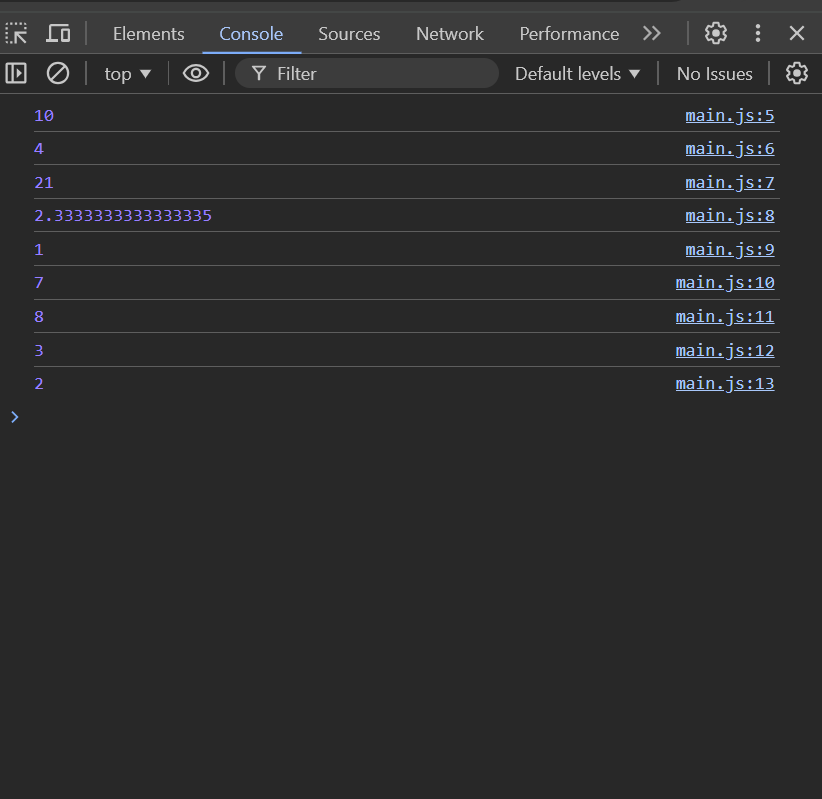 Elements Console Sources Network Performance
top Filter Default levels No Issues
10 main.js:5
4 main.js:6
21 main.js:7
2.3333333333333335 main.js:8
1 main.js:9
7 main.js:10
8 main.js:11
3 main.js:12
2 main.js:13